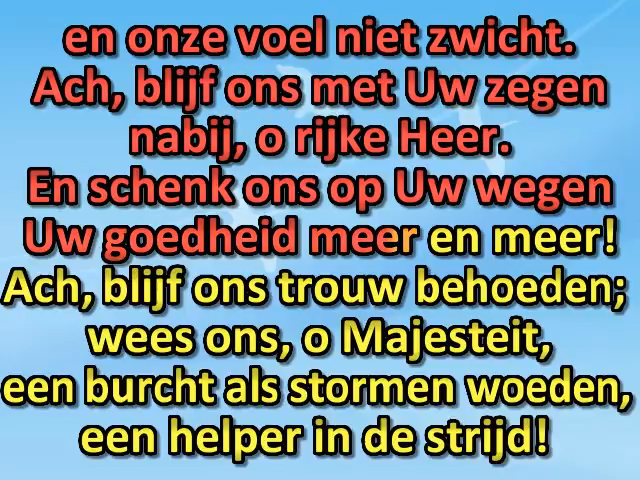 en onze voel niet zwicht.
Ach, blijf ons met Uw zegen
nabij, o rijke Heer.
En schenk ons op Uw wegen
Uw goedheid meer en meer!
Ach, blijf ons trouw behoeden;
wees ons, o Majesteit,
een burcht als stormen woeden,
een helper in de strijd!